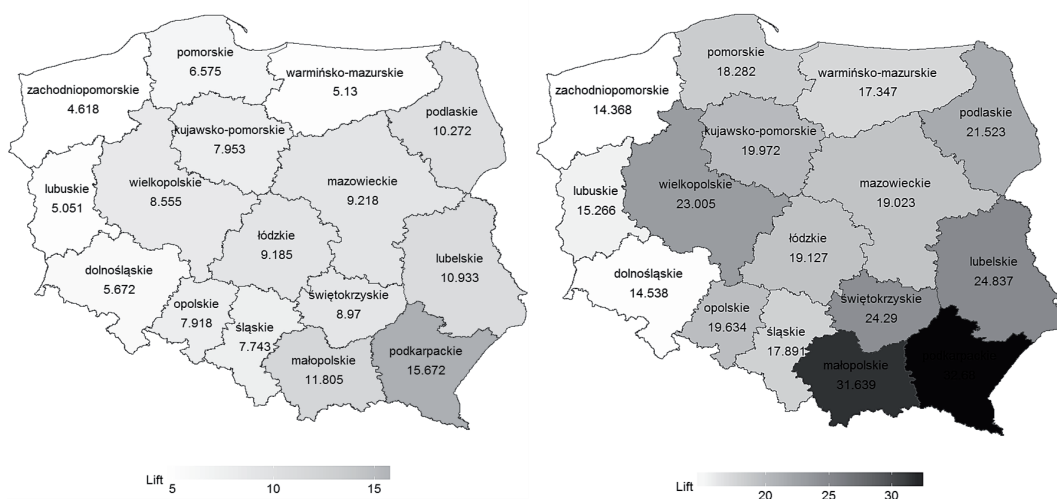 pomorskie
6.575
warmińsko-mazurskie
5.13
zachodniopomorskie
4.618
podlaskie
10.272
kujawsko-pomorskie
7.953
lubuskie
5.051
wielkopolskie
8.555
mazowieckie
9.218
łódzkie
9.185
lubelskie
10.933
dolnośląskie
5.672
opolskie
7.918
śląskie
7.743
świętokrzyskie
8.97
małopolskie
11.805
podkarpackie
15.672
Lift 5 10 15
pomorskie
18.282
warmińsko-mazurskie
17.347
zachodniopomorskie
14.368
podlaskie
21.523
kujawsko-pomorskie
19.972
lubuskie
15.266
wielkopolskie
23.005
mazowieckie
19.023
łódzkie
19.127
lubelskie
24.837
dolnośląskie
14.538
opolskie
19.634
śląskie
17.891
świętokrzyskie
24.29
małopolskie
31.639
podkarpackie
Lift 20 25 30